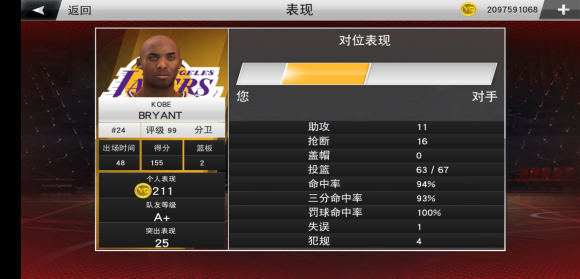 返回
表现
VC 2097591068 +
对位表现
您
对手
LOS ANGELES
LAKERS
KOBE
BRYANT
#24 评级 99 分卫
出场时间 得分 篮板
48 155 2
个人表现
VC 211
队友等级
A+
突出表现
25
助攻 11
抢断 16
盖帽 0
投篮 63 / 67
命中率 94%
三分命中率 93%
罚球命中率 100%
失误 1
犯规 4